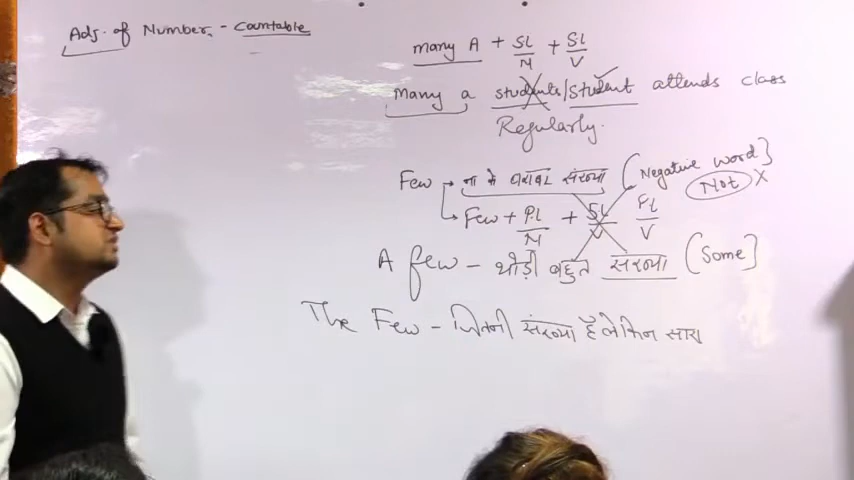 Adj. of Number - Countable
many A + SL/N + SL/V
Many a students/student attends class
Regularly.
Few → ना के बराबर संख्या (Negative word)
Not X
Few + PL/N + SL/V PL/V
A few - थोड़ी बहुत संख्या (Some)
The Few - जितनी संख्या है लेकिन सारा